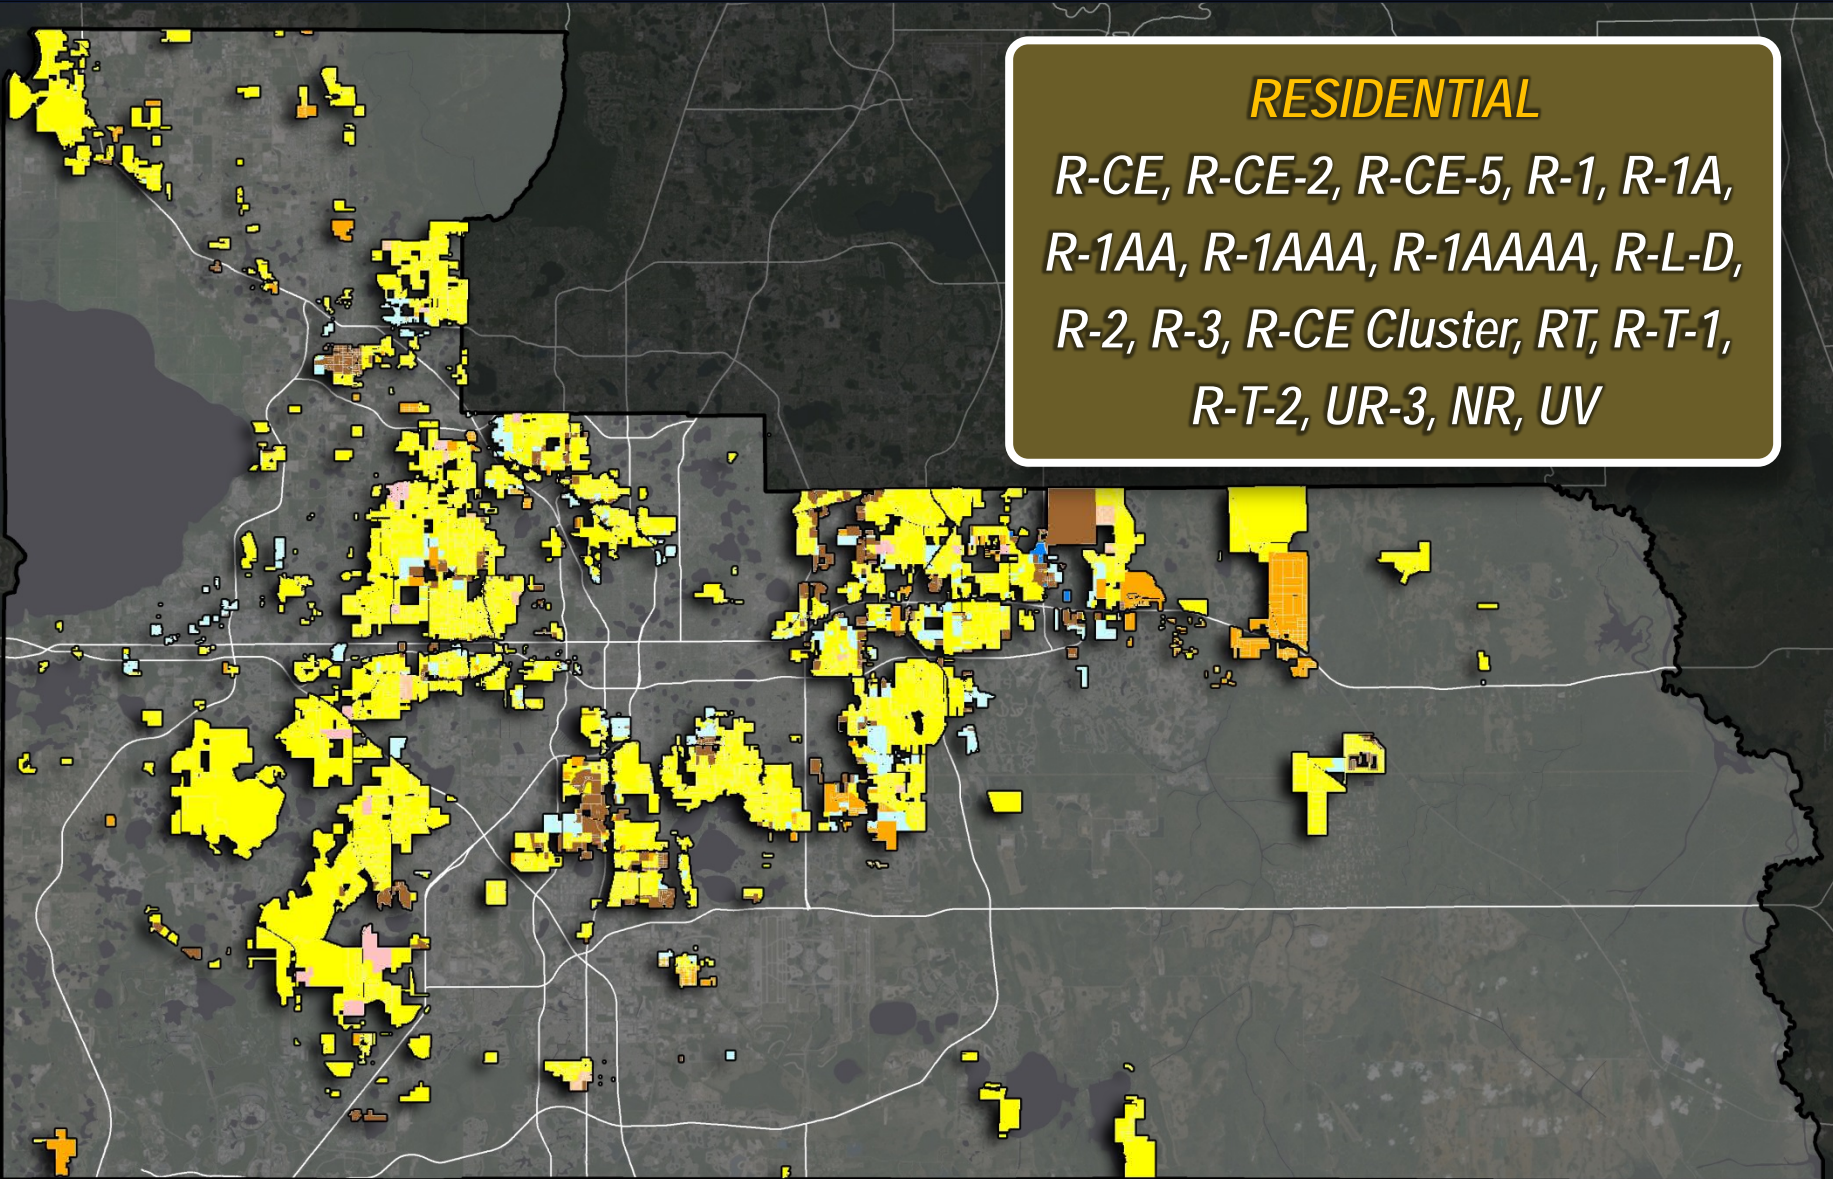 RESIDENTIAL
R-CE, R-CE-2, R-CE-5, R-1, R-1A,
R-1AA, R-1AAA, R-1AAAA, R-L-D,
R-2, R-3, R-CE Cluster, RT, R-T-1,
R-T-2, UR-3, NR, UV